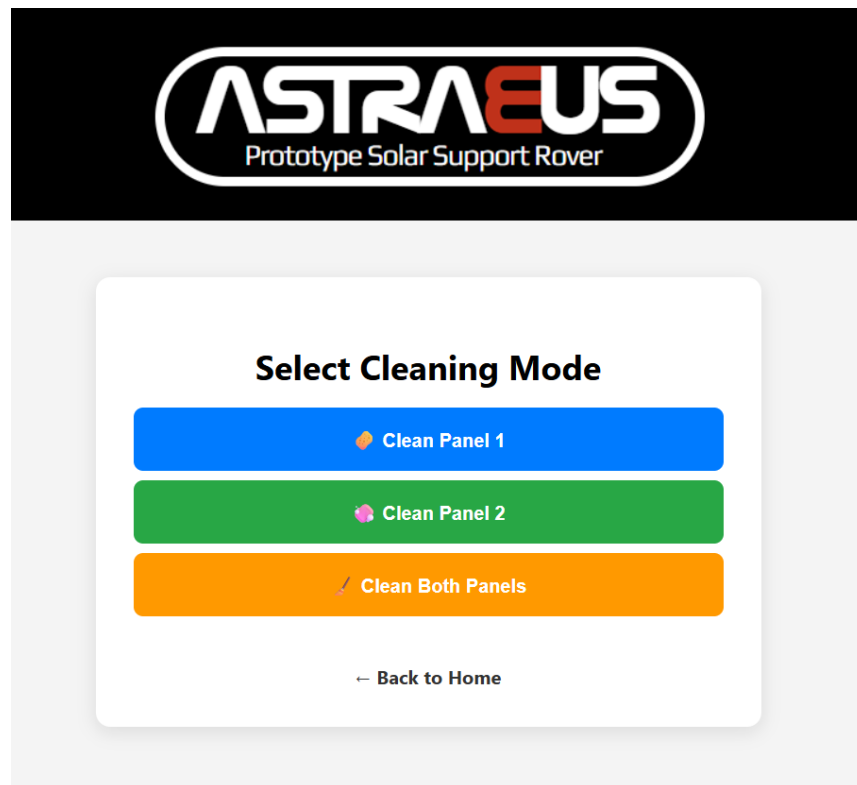 ASTRAEUS
Prototype Solar Support Rover
Select Cleaning Mode
Clean Panel 1
Clean Panel 2
Clean Both Panels
← Back to Home